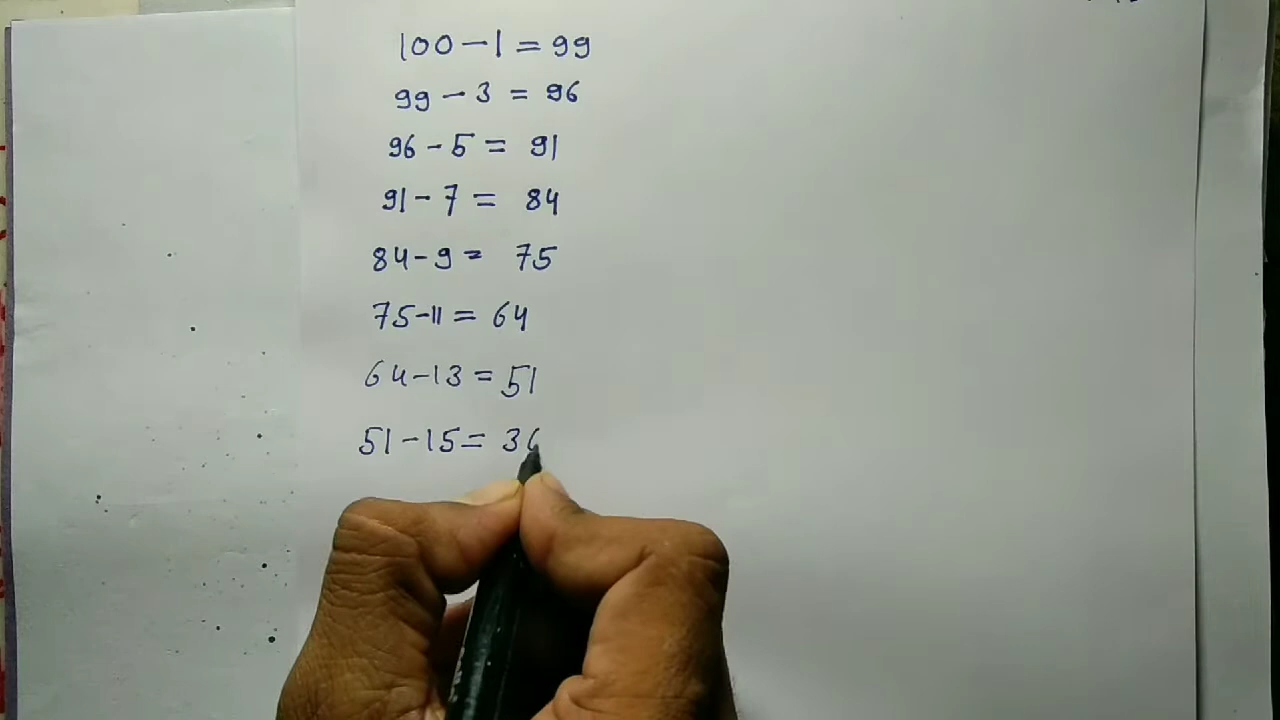 100 - 1 = 99
99 - 3 = 96
96 - 5 = 91
91 - 7 = 84
84 - 9 = 75
75 - 11 = 64
64 - 13 = 51
51 - 15 = 36